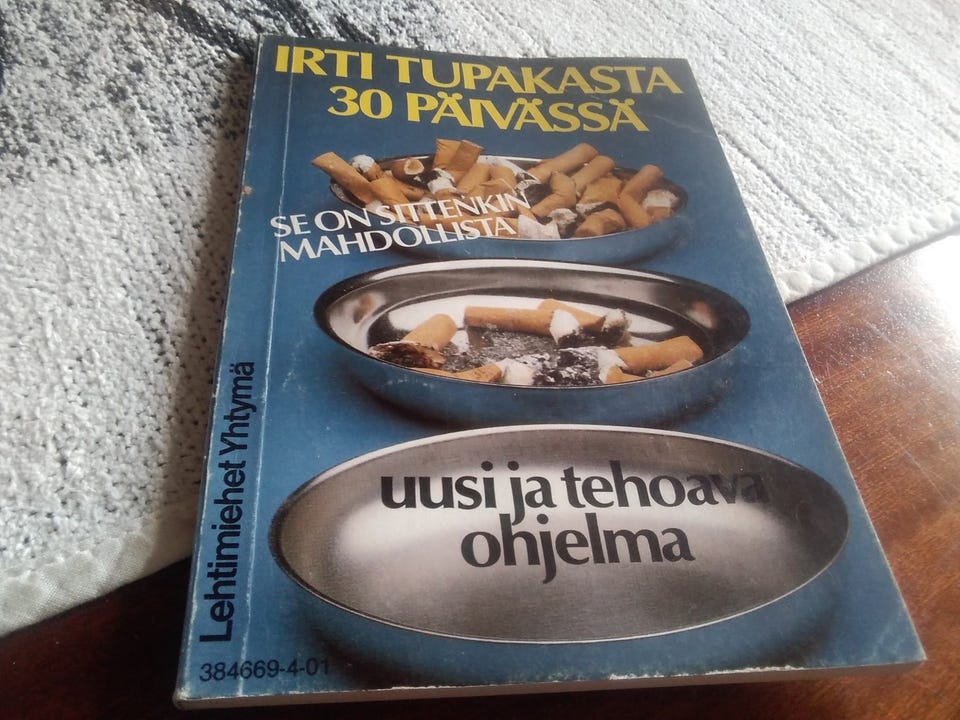 IRTI TUPAKASTA
30 PÄIVÄSSÄ
SE ON SITTENKIN
MAHDOLLISTA
uusi ja tehoava
ohjelma
Lehtimiehet Yhtymä
384669-4-01